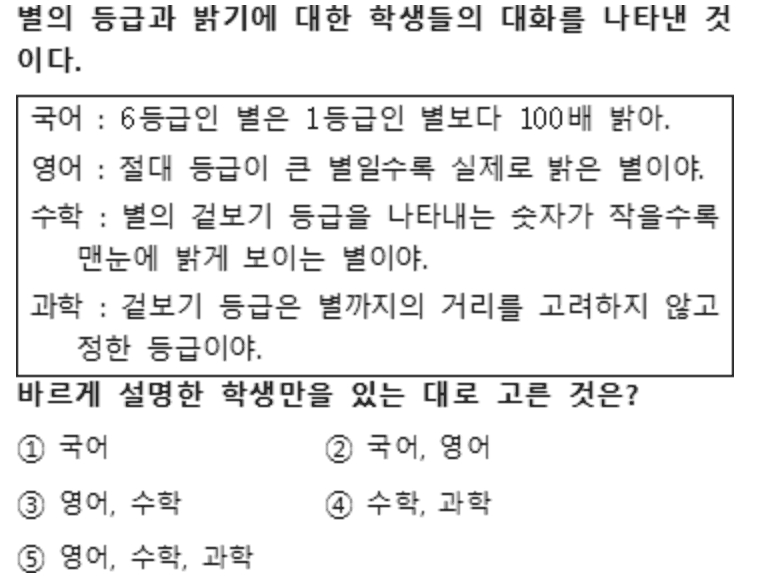 별의 등급과 밝기에 대한 학생들의 대화를 나타낸 것
이다.
국어 : 6등급인 별은 1등급인 별보다 100배 밝아.
영어 : 절대 등급이 큰 별일수록 실제로 밝은 별이야.
수학 : 별의 겉보기 등급을 나타내는 숫자가 작을수록
맨눈에 밝게 보이는 별이야.
과학 : 겉보기 등급은 별까지의 거리를 고려하지 않고
정한 등급이야.
바르게 설명한 학생만을 있는 대로 고른 것은?
① 국어 ② 국어, 영어
③ 영어, 수학 ④ 수학, 과학
⑤ 영어, 수학, 과학